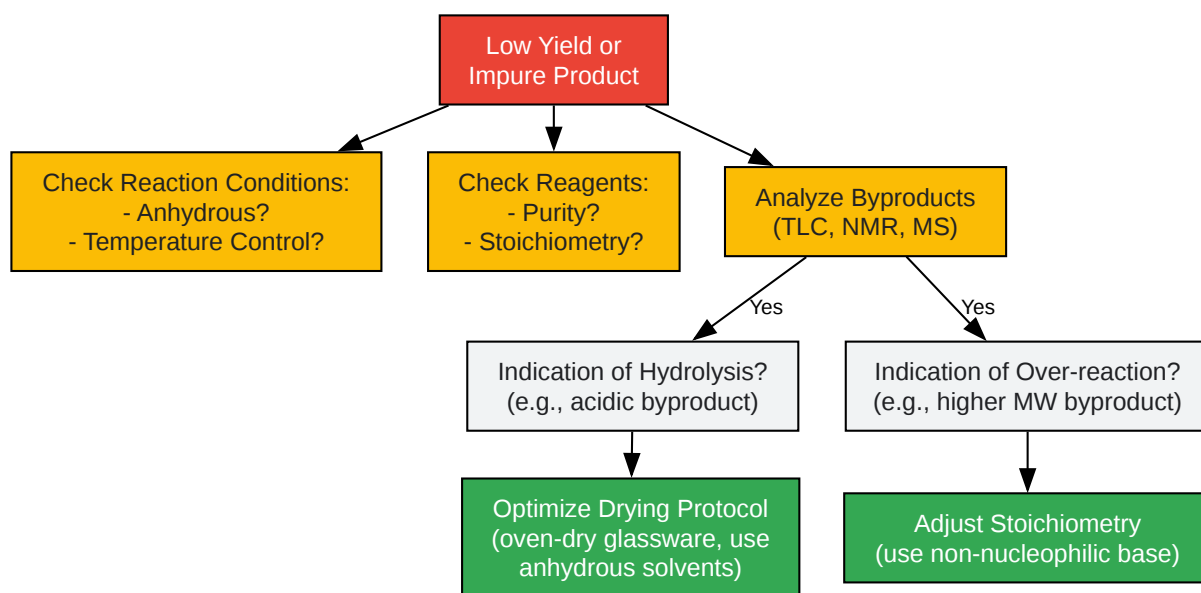 Low Yield or
Impure Product
Check Reaction Conditions:
- Anhydrous?
- Temperature Control?
Check Reagents:
- Purity?
- Stoichiometry?
Analyze Byproducts
(TLC, NMR, MS)
Yes
Yes
Indication of Hydrolysis?
(e.g., acidic byproduct)
Indication of Over-reaction?
(e.g., higher MW byproduct)
Optimize Drying Protocol
(oven-dry glassware, use
anhydrous solvents)
Adjust Stoichiometry
(use non-nucleophilic base)